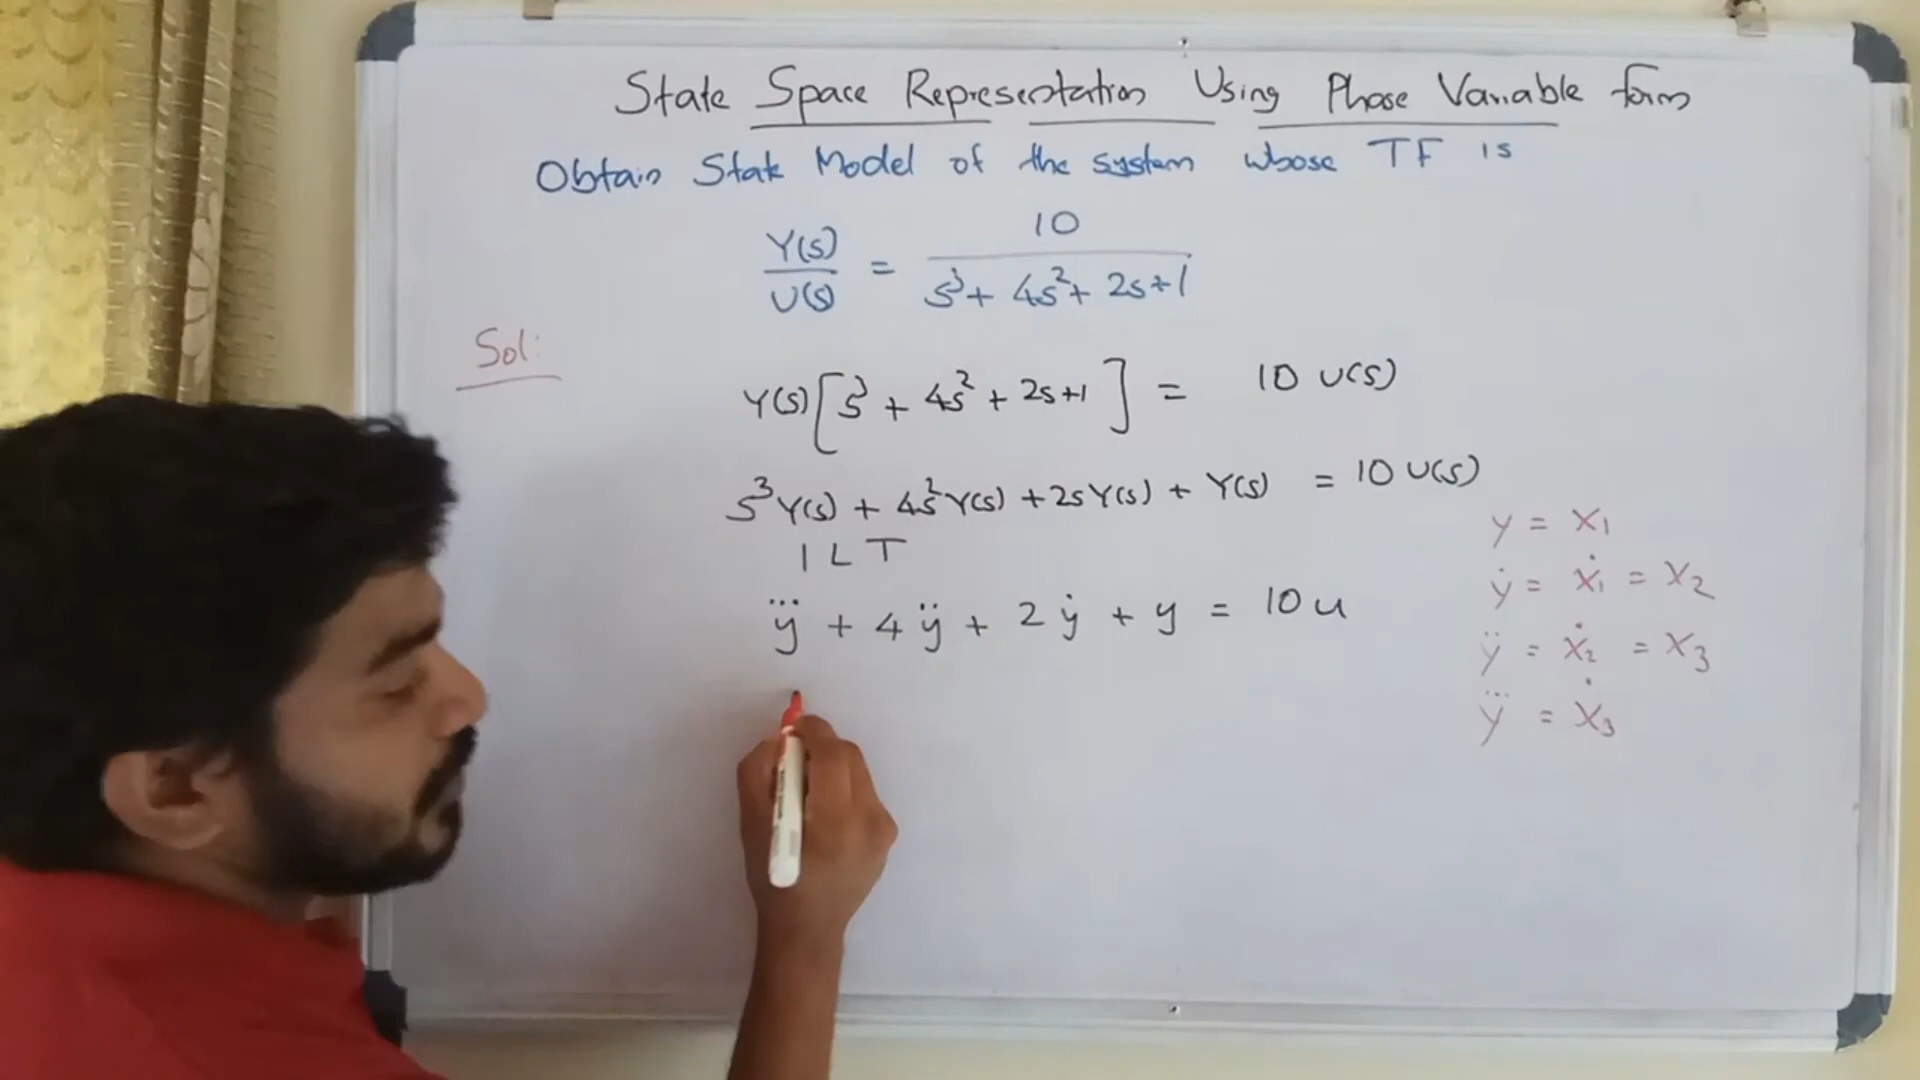 State Space Representation Using Phase Variable form
Obtain State Model of the system whose TF is
Y(s)/U(s) = 10/(s³ + 4s² + 2s + 1)
Sol:
Y(s)[s³ + 4s² + 2s + 1] = 10 U(s)
s³Y(s) + 4s²Y(s) + 2sY(s) + Y(s) = 10 U(s)
ILT
y⃛ + 4ÿ + 2ẏ + y = 10u
y = x₁
ẏ = ẋ₁ = x₂
ÿ = ẋ₂ = x₃
y⃛ = ẋ₃